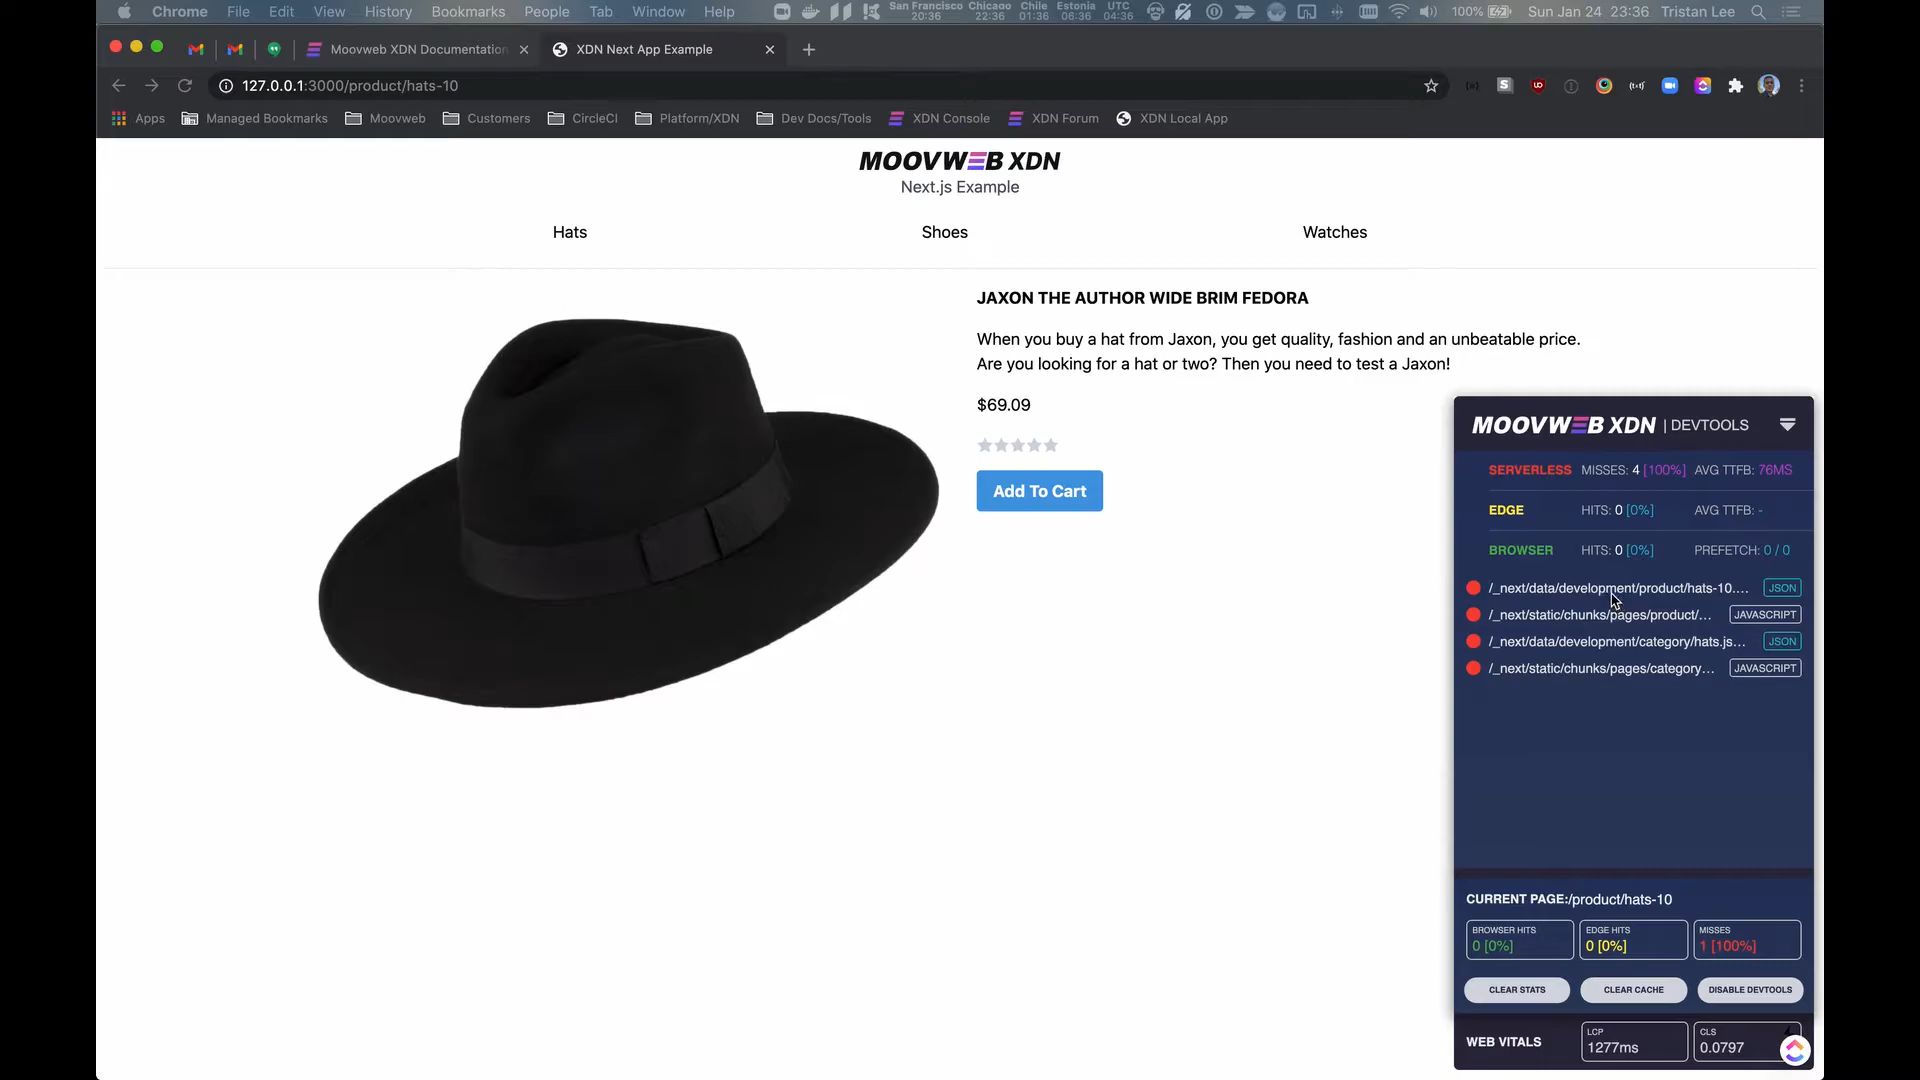 Chrome File Edit View History Bookmarks People Tab Window Help San Francisco 20:36 Chicago 22:36 Chile 01:36 Estonia 06:36 UTC 04:36 100% Sun Jan 24 23:36 Tristan Lee
Moovweb XDN Documentation XDN Next App Example
127.0.0.1:3000/product/hats-10
Apps Managed Bookmarks Moovweb Customers CircleCI Platform/XDN Dev Docs/Tools XDN Console XDN Forum XDN Local App
MOOVWEB XDN
Next.js Example
Hats Shoes Watches
JAXON THE AUTHOR WIDE BRIM FEDORA
When you buy a hat from Jaxon, you get quality, fashion and an unbeatable price.
Are you looking for a hat or two? Then you need to test a Jaxon!
$69.09
Add To Cart
MOOVWEB XDN | DEVTOOLS
SERVERLESS MISSES: 4 [100%] AVG TTFB: 76MS
EDGE HITS: 0 [0%] AVG TTFB: -
BROWSER HITS: 0 [0%] PREFETCH: 0 / 0
/_next/data/development/product/hats-10.... JSON
/_next/static/chunks/pages/product/... JAVASCRIPT
/_next/data/development/category/hats.js... JSON
/_next/static/chunks/pages/category... JAVASCRIPT
CURRENT PAGE:/product/hats-10
BROWSER HITS EDGE HITS MISSES
0 [0%] 0 [0%] 1 [100%]
CLEAR STATS CLEAR CACHE DISABLE DEVTOOLS
WEB VITALS LCP 1277ms CLS 0.0797